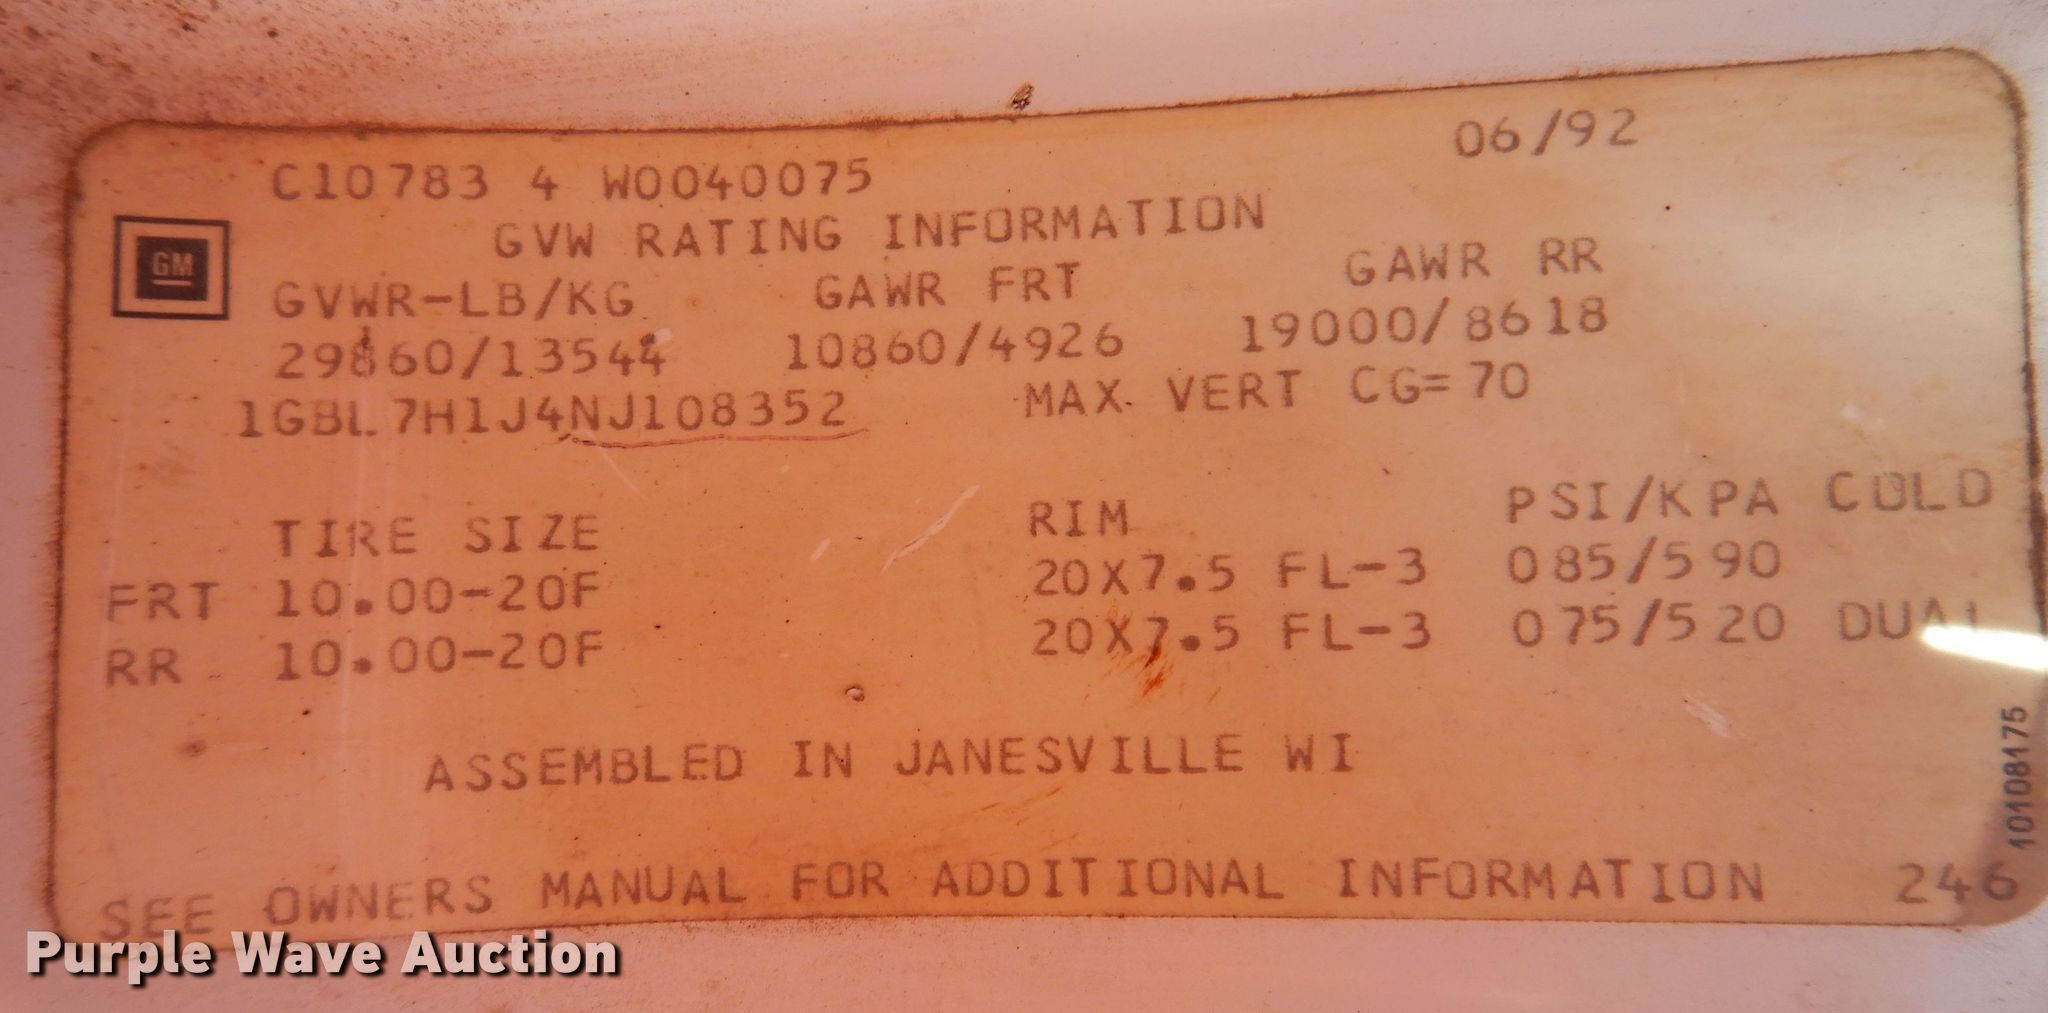 C10783 4 W0040075 06/92
GVW RATING INFORMATION
GM
GVWR-LB/KG GAWR FRT GAWR RR
29860/13544 10860/4926 19000/8618
1GBL7H1J4NJ108352 MAX. VERT CG=70
TIRE SIZE RIM PSI/KPA COLD
FRT 10.00-20F 20X7.5 FL-3 085/590
RR 10.00-20F 20X7.5 FL-3 075/520 DUAL
ASSEMBLED IN JANESVILLE WI
10108175
SEE OWNERS MANUAL FOR ADDITIONAL INFORMATION 246
Purple Wave Auction